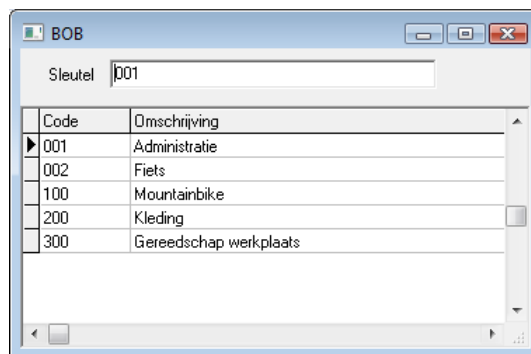 BOB
Sleutel 001
Code Omschrijving
001 Administratie
002 Fiets
100 Mountainbike
200 Kleding
300 Gereedschap werkplaats